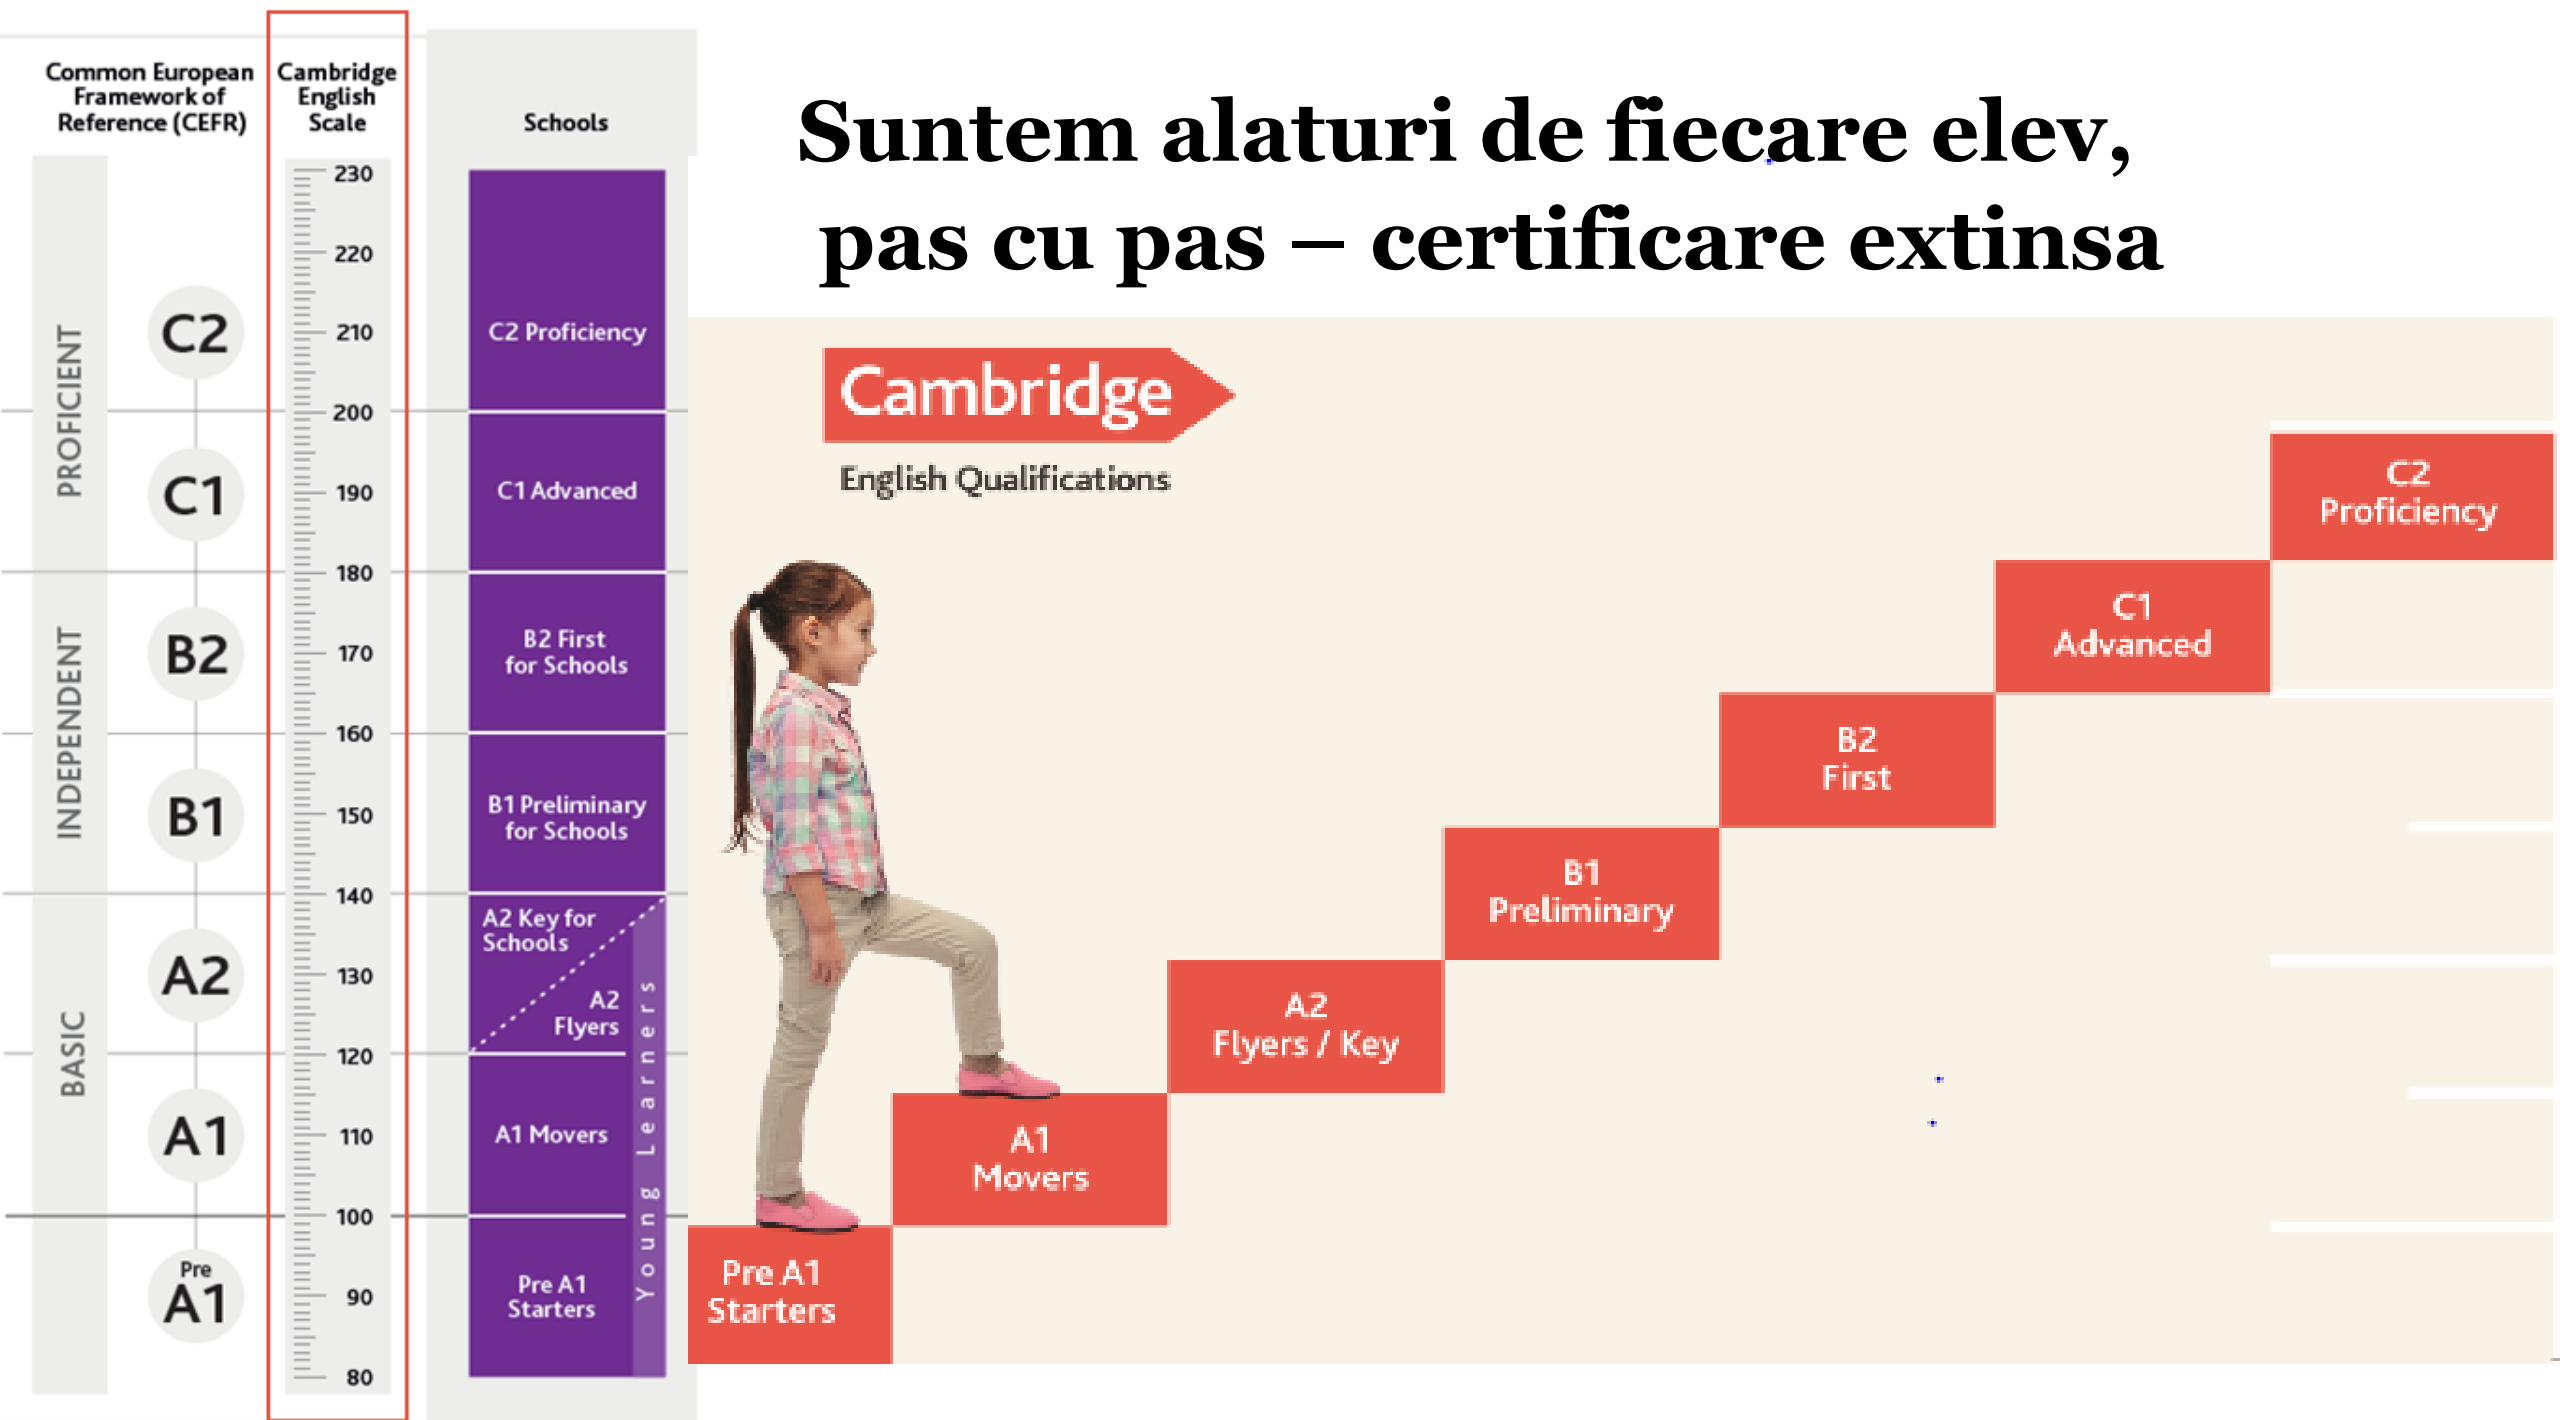 Common European
Framework of
Reference (CEFR)
Cambridge
English
Scale
Schools
Suntem alaturi de fiecare elev,
pas cu pas – certificare extinsa
PROFICIENT
INDEPENDENT
BASIC
C2
C1
B2
B1
A2
A1
Pre
A1
230
220
210
200
190
180
170
160
150
140
130
120
110
100
90
80
C2 Proficiency
C1 Advanced
B2 First
for Schools
B1 Preliminary
for Schools
A2 Key for
Schools
A2
Flyers
A1 Movers
Pre A1
Starters
Young Learners
Cambridge
English Qualifications
C2
Proficiency
C1
Advanced
B2
First
B1
Preliminary
A2
Flyers / Key
A1
Movers
Pre A1
Starters